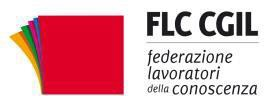 FLC CGIL
federazione
lavoratori
della conoscenza